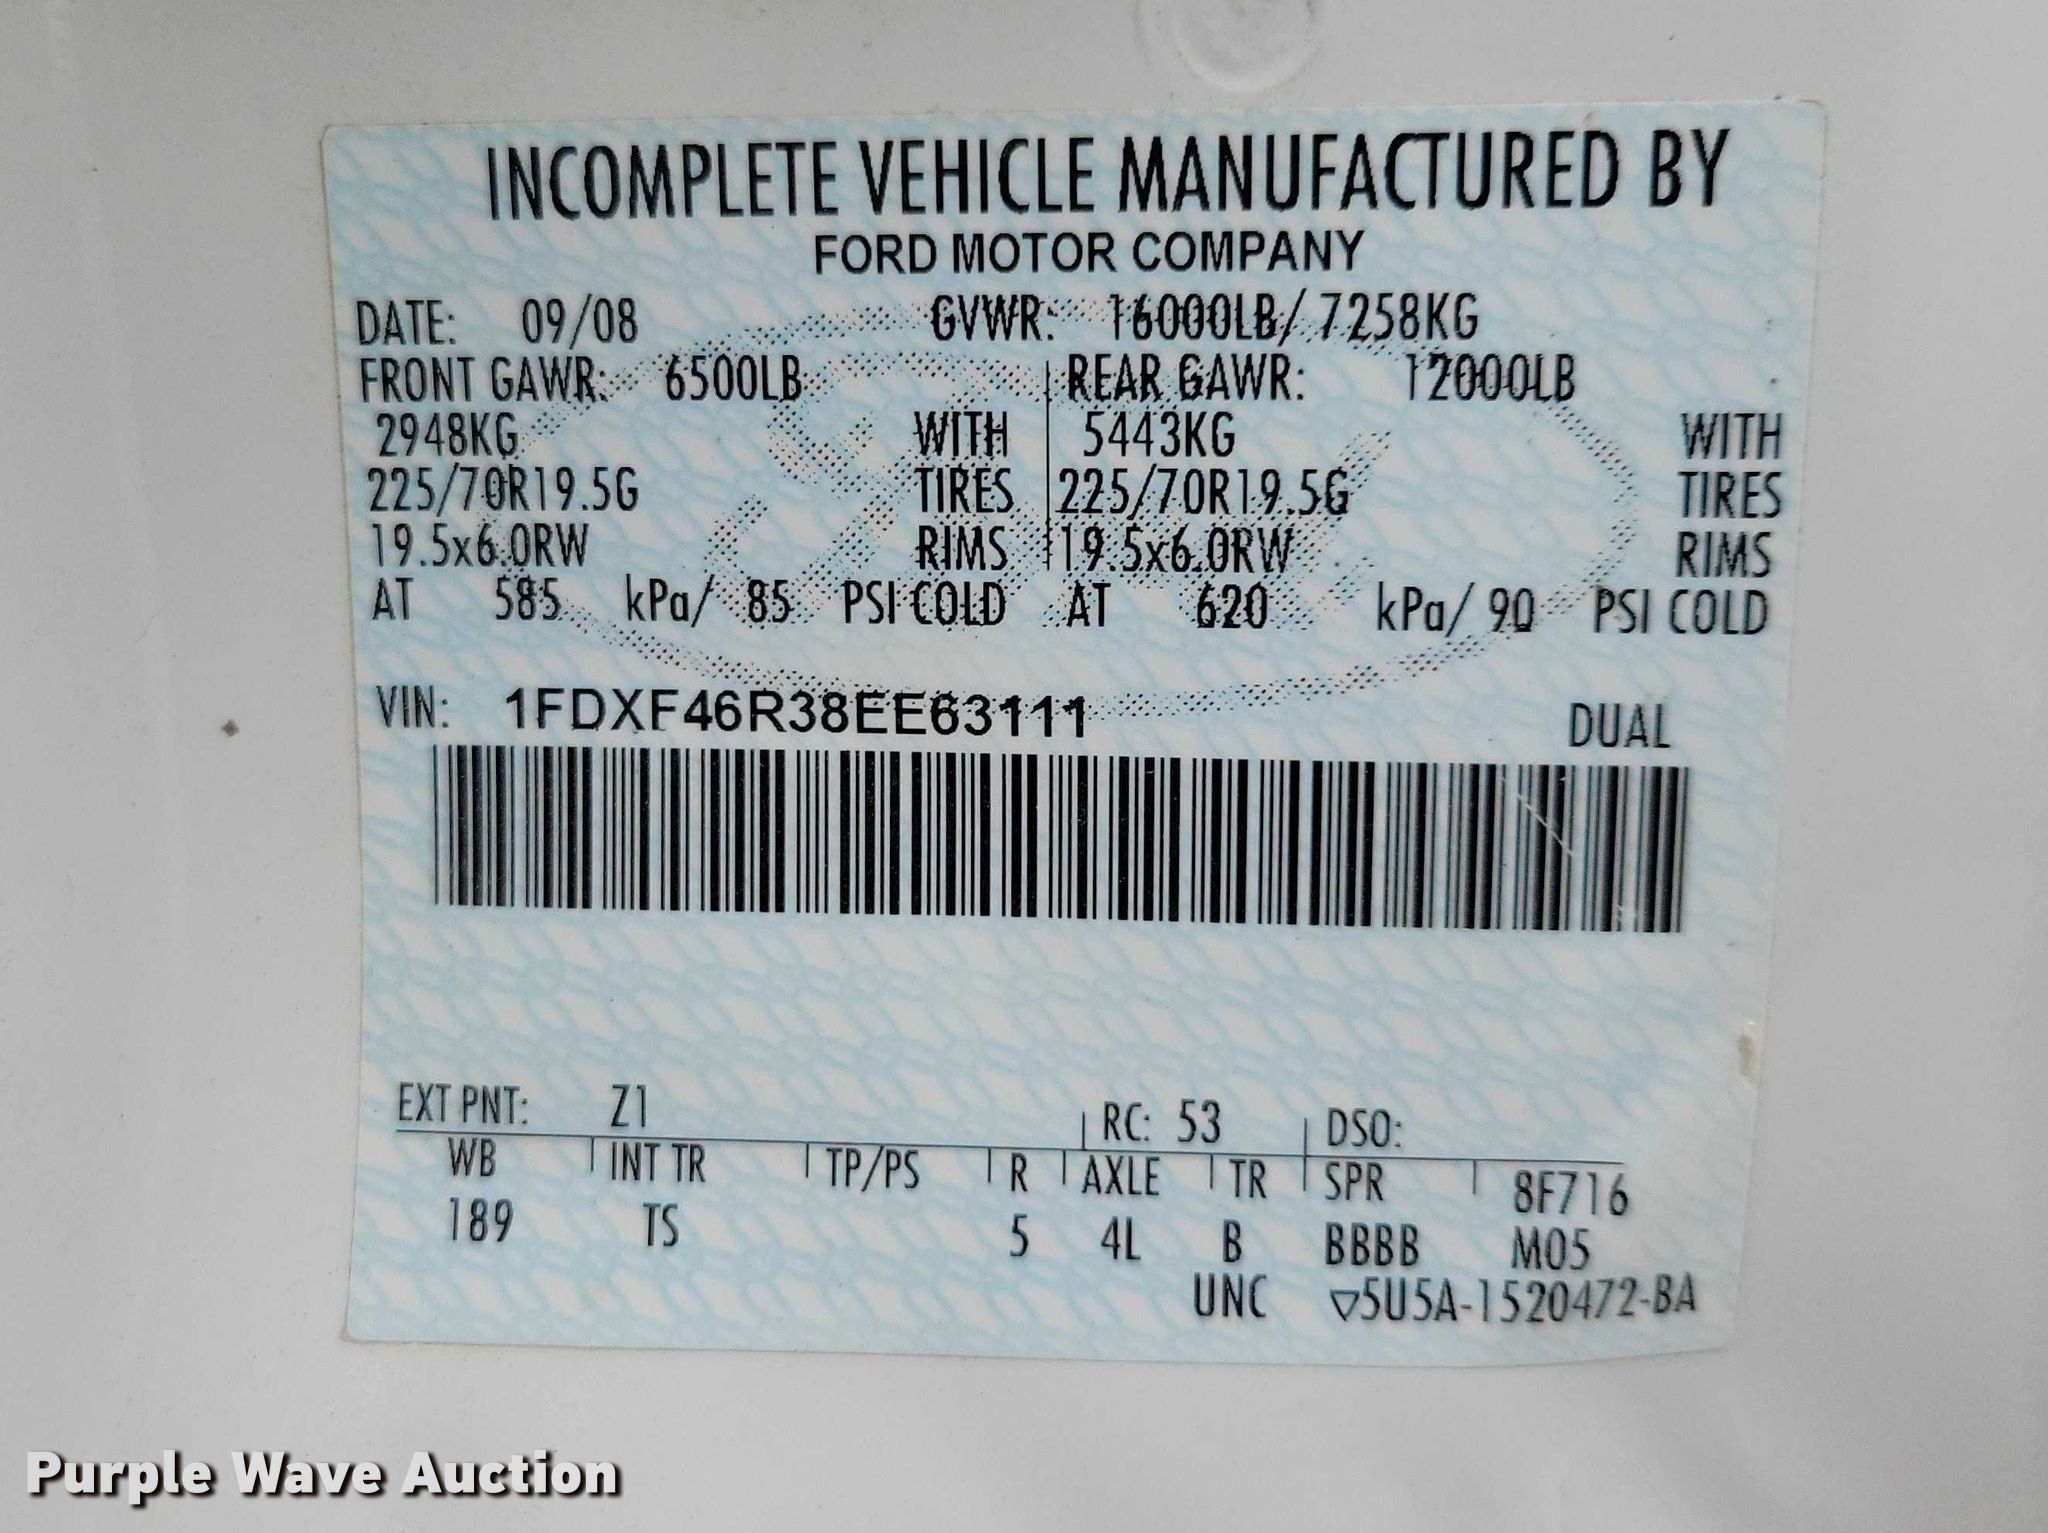 INCOMPLETE VEHICLE MANUFACTURED BY
FORD MOTOR COMPANY
DATE: 09/08 GVWR: 16000LB/ 7258KG
FRONT GAWR: 6500LB REAR GAWR: 12000LB
2948KG WITH 5443KG WITH
225/70R19.5G TIRES 225/70R19.5G TIRES
19.5x6.0RW RIMS 19.5x6.0RW RIMS
AT 585 kPa/ 85 PSI COLD AT 620 kPa/ 90 PSI COLD
VIN: 1FDXF46R38EE63111 DUAL
EXT PNT: Z1 RC: 53 DSO:
WB INT TR TP/PS R AXLE TR SPR 8F716
189 TS 5 4L B BBBB M05
UNC ▽5U5A-1520472-BA
Purple Wave Auction